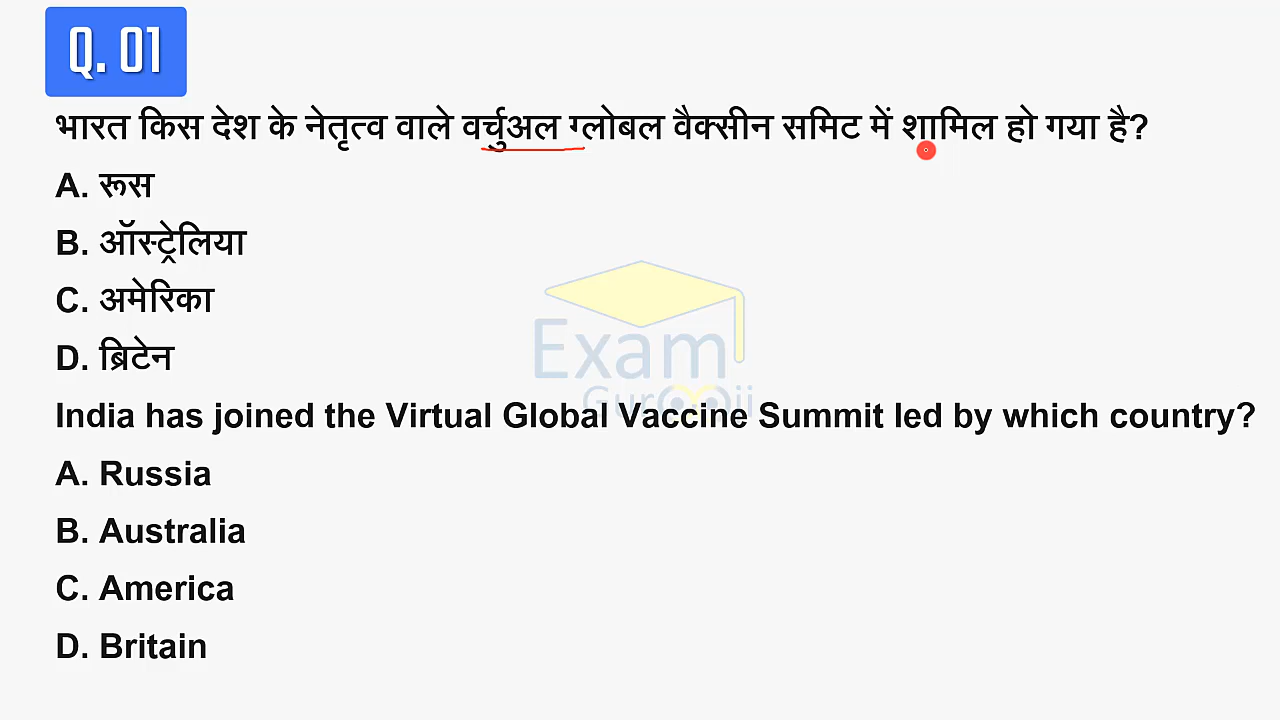 Q. 01
भारत किस देश के नेतृत्व वाले वर्चुअल ग्लोबल वैक्सीन समिट में शामिल हो गया है?
A. रूस
B. ऑस्ट्रेलिया
C. अमेरिका
D. ब्रिटेन
Exam
Gurooji
India has joined the Virtual Global Vaccine Summit led by which country?
A. Russia
B. Australia
C. America
D. Britain